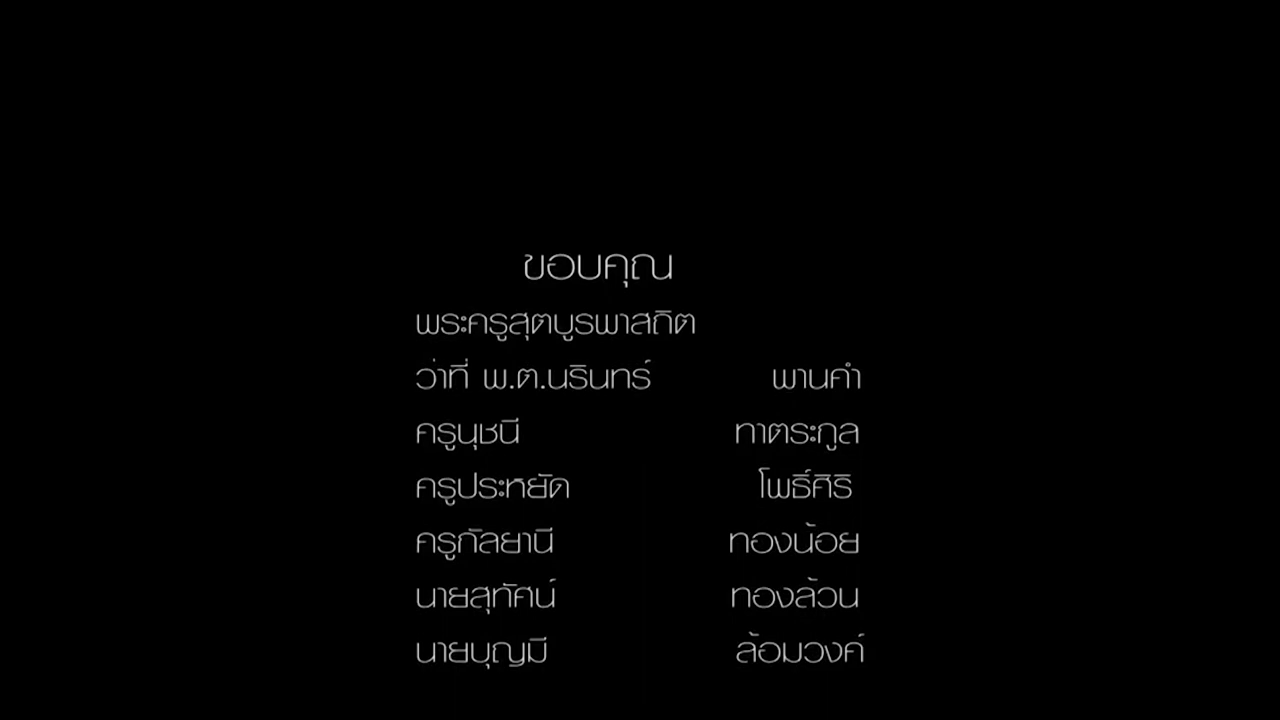 ขอบคุณ
พระครูสุตบูรพาสถิต
ว่าที่ พ.ต.นรินทร์ พานคำ
ครูนุชนี ทาตระกูล
ครูประหยัด โพธิ์ศิริ
ครูกัลยานี ทองน้อย
นายสุทัศน์ ทองล้วน
นายบุญมี ล้อมวงค์